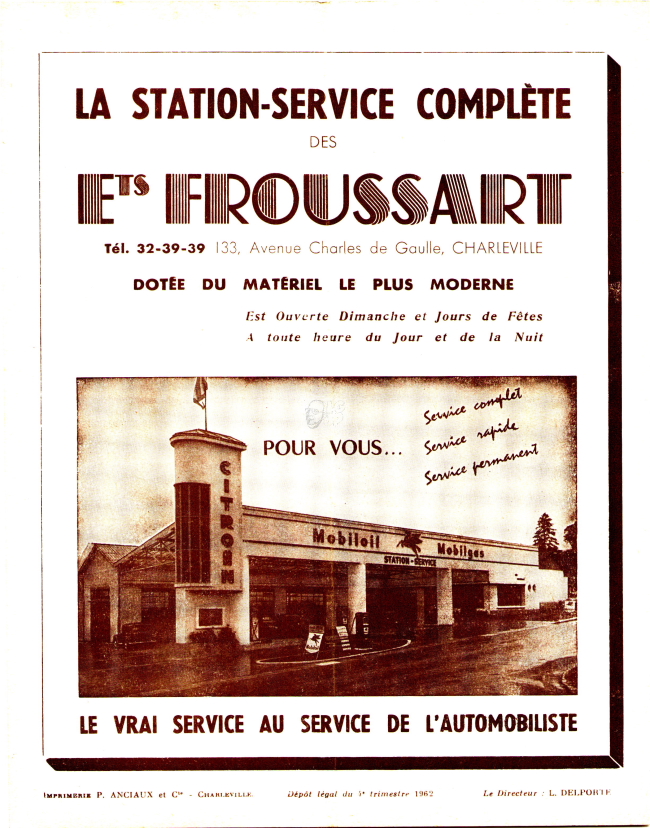 LA STATION-SERVICE COMPLÈTE
DES
ETS FROUSSART
Tél. 32-39-39 133, Avenue Charles de Gaulle, CHARLEVILLE
DOTÉE DU MATÉRIEL LE PLUS MODERNE
Est Ouverte Dimanche et Jours de Fêtes
A toute heure du Jour et de la Nuit
POUR VOUS...
Service complet
Service rapide
Service permanent
CITROEN
Mobiloil Mobilgas
STATION-SERVICE
LE VRAI SERVICE AU SERVICE DE L'AUTOMOBILISTE
IMPRIMERIE P. ANCIAUX et Cie - CHARLEVILLE. Dépôt légal du trimestre 1962 Le Directeur : L. DELPORTE